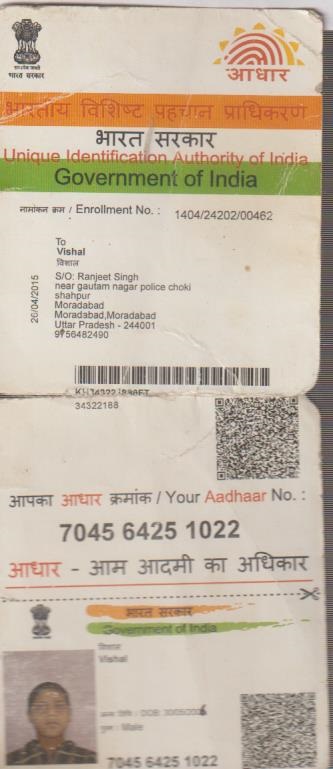 भारत सरकार
आधार
भारतीय विशिष्ट पहचान प्राधिकरण
भारत सरकार
Unique Identification Authority of India
Government of India
नामांकन क्रम / Enrollment No. : 1404/24202/00462
26/04/2015
To
Vishal
विशाल
S/O: Ranjeet Singh
near gautam nagar police choki
shahpur
Moradabad
Moradabad,Moradabad
Uttar Pradesh - 244001
9756482490
34322188
आपका आधार क्रमांक / Your Aadhaar No. :
7045 6425 1022
आधार - आम आदमी का अधिकार
भारत सरकार
Government of India
विशाल
Vishal
DOB:
Male
7045 6425 1022